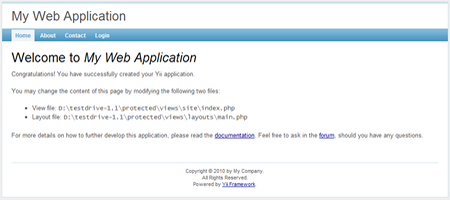 My Web Application
Home About Contact Login
Welcome to My Web Application
Congratulations! You have successfully created your Yii application.
You may change the content of this page by modifying the following two files:
• View file: D:\testdrive-1.1\protected\views\site\index.php
• Layout file: D:\testdrive-1.1\protected\views\layouts\main.php
For more details on how to further develop this application, please read the documentation. Feel free to ask in the forum, should you have any questions.
Copyright © 2010 by My Company.
All Rights Reserved.
Powered by Yii Framework.